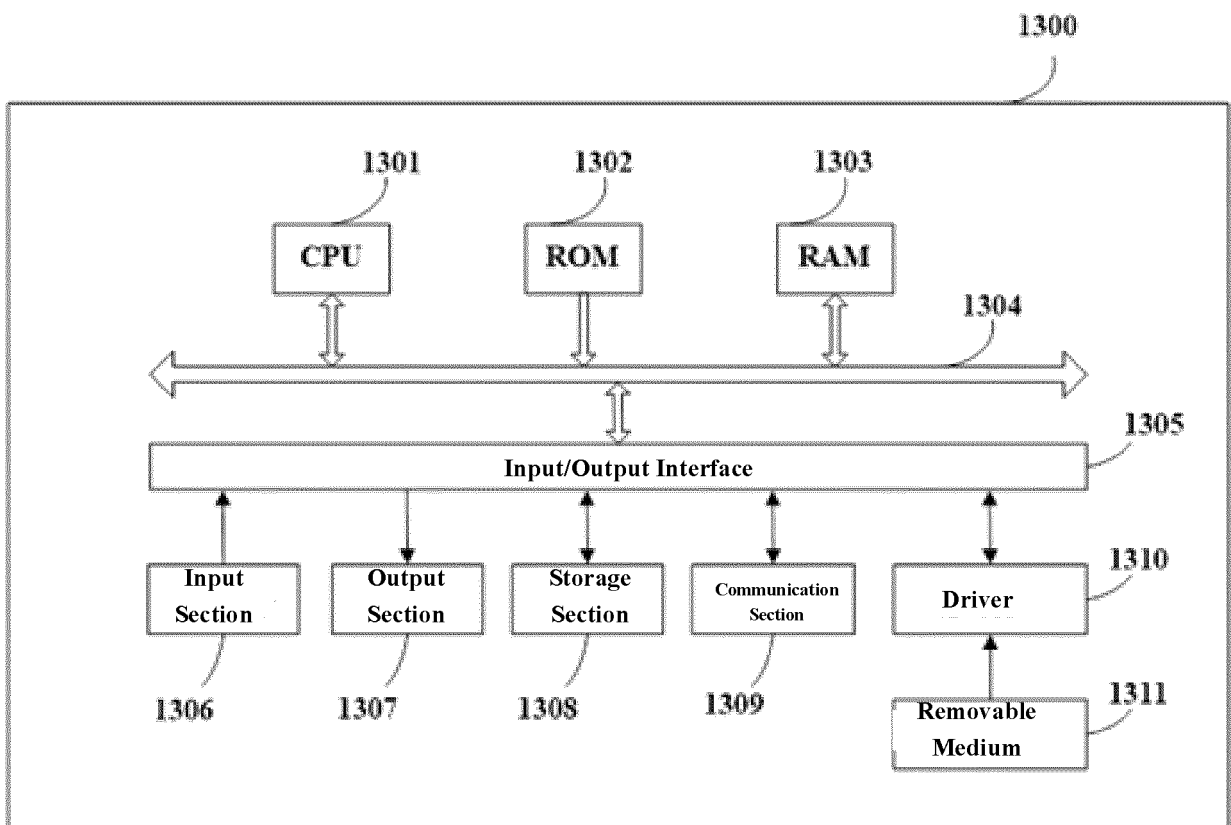 1300
1301
1302
1303
CPU
ROM
RAM
1304
1305
Input/Output Interface
Input
Section
Output
Section
Storage
Section
Communication
Section
Driver
1310
1306
1307
1308
1309
Removable
Medium
1311